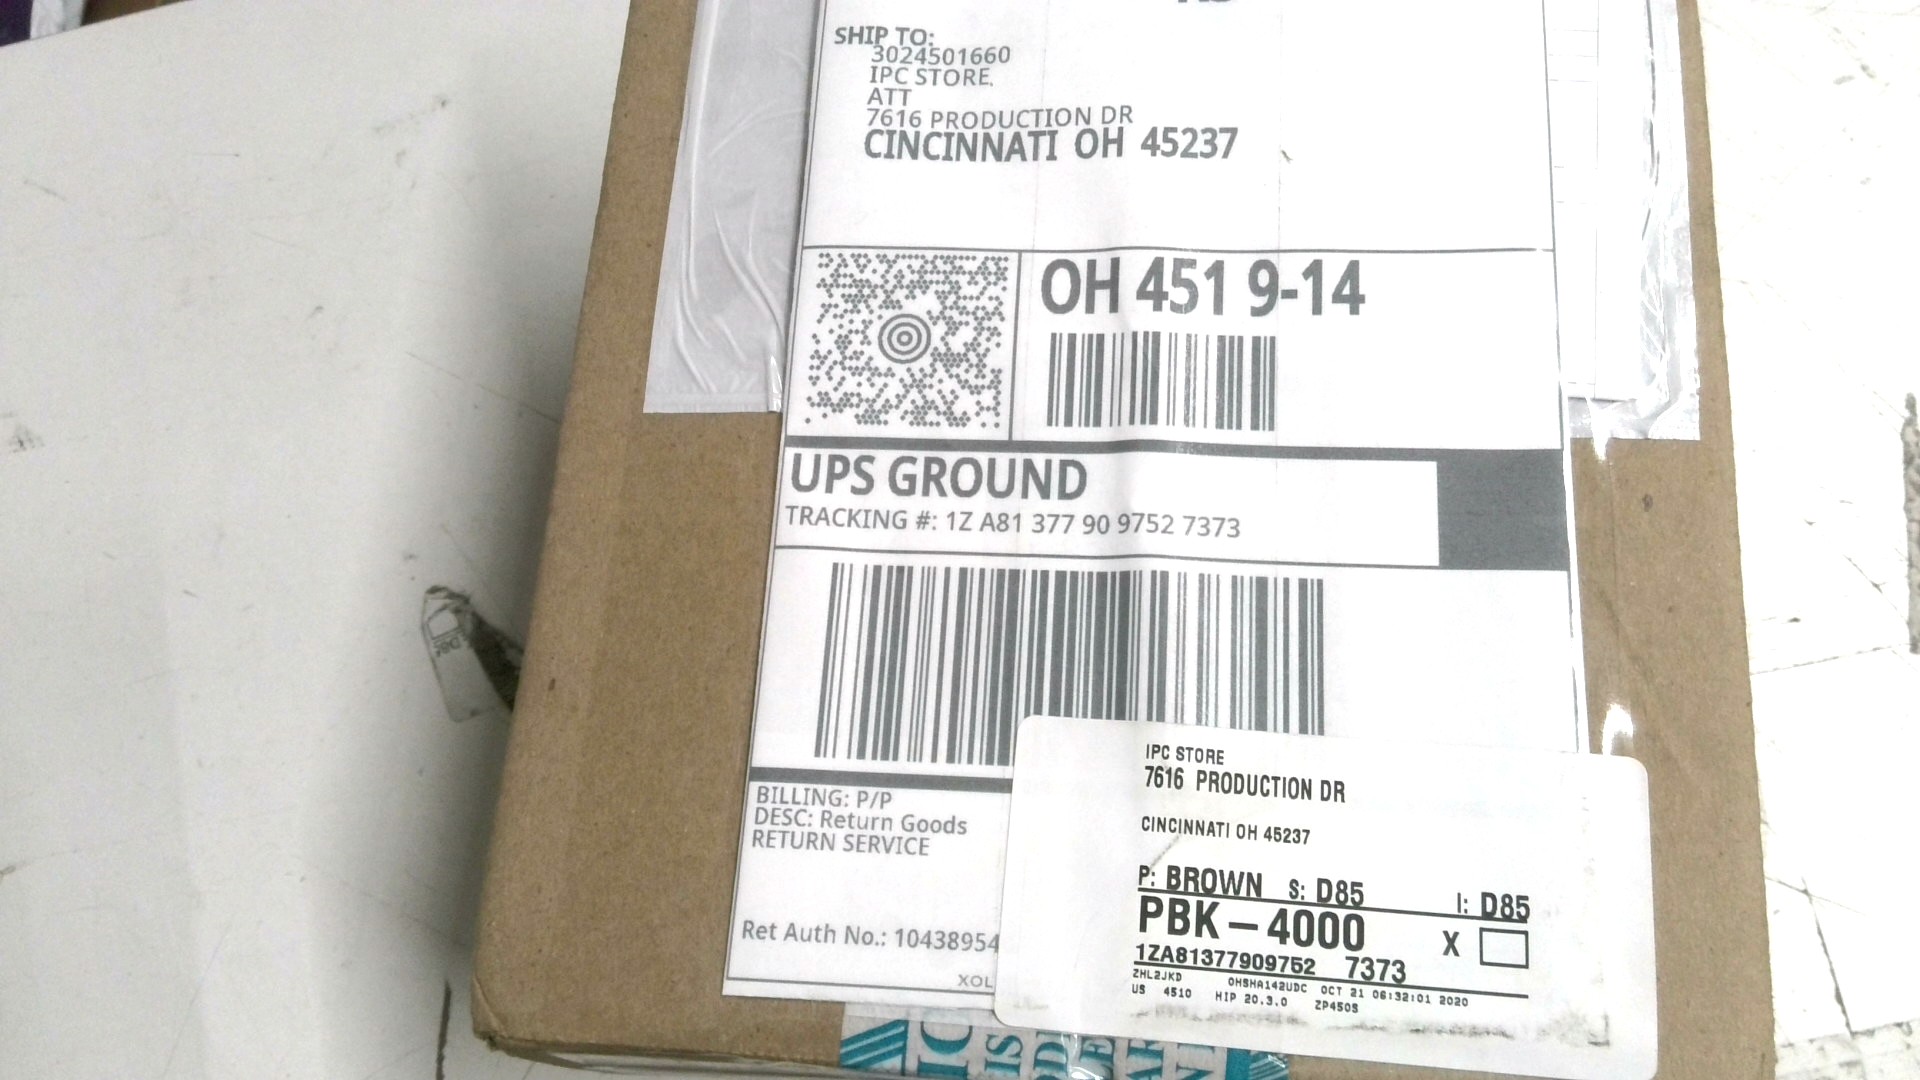 SHIP TO:
3024501660
IPC STORE.
ATT
7616 PRODUCTION DR
CINCINNATI OH 45237
OH 451 9-14
UPS GROUND
TRACKING #: 1Z A81 377 90 9752 7373
BILLING: P/P
DESC: Return Goods
RETURN SERVICE
Ret Auth No.: 10438954
XOL
IPC STORE
7616 PRODUCTION DR
CINCINNATI OH 45237
P: BROWN S: D85 I: D85
PBK-4000 X
1ZA81377909752 7373
ZHL2JKD OHSHA142UDC OCT 21 06:32:01 2020
US 4510 HIP 20.3.0 ZP450S